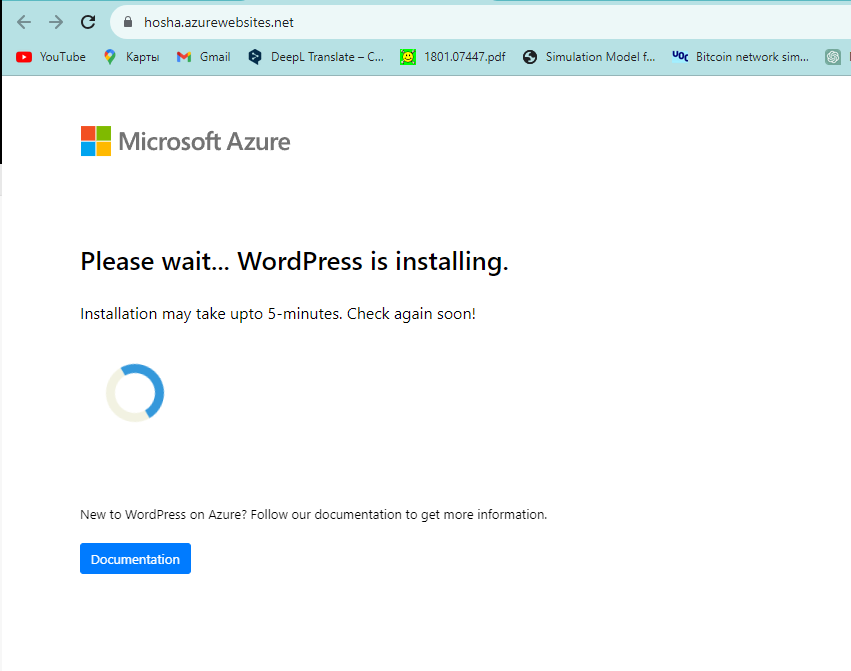 hosha.azurewebsites.net
YouTube Карты Gmail DeepL Translate – C... 1801.07447.pdf Simulation Model f... UOC Bitcoin network sim...
Microsoft Azure
Please wait... WordPress is installing.
Installation may take upto 5-minutes. Check again soon!
New to WordPress on Azure? Follow our documentation to get more information.
Documentation